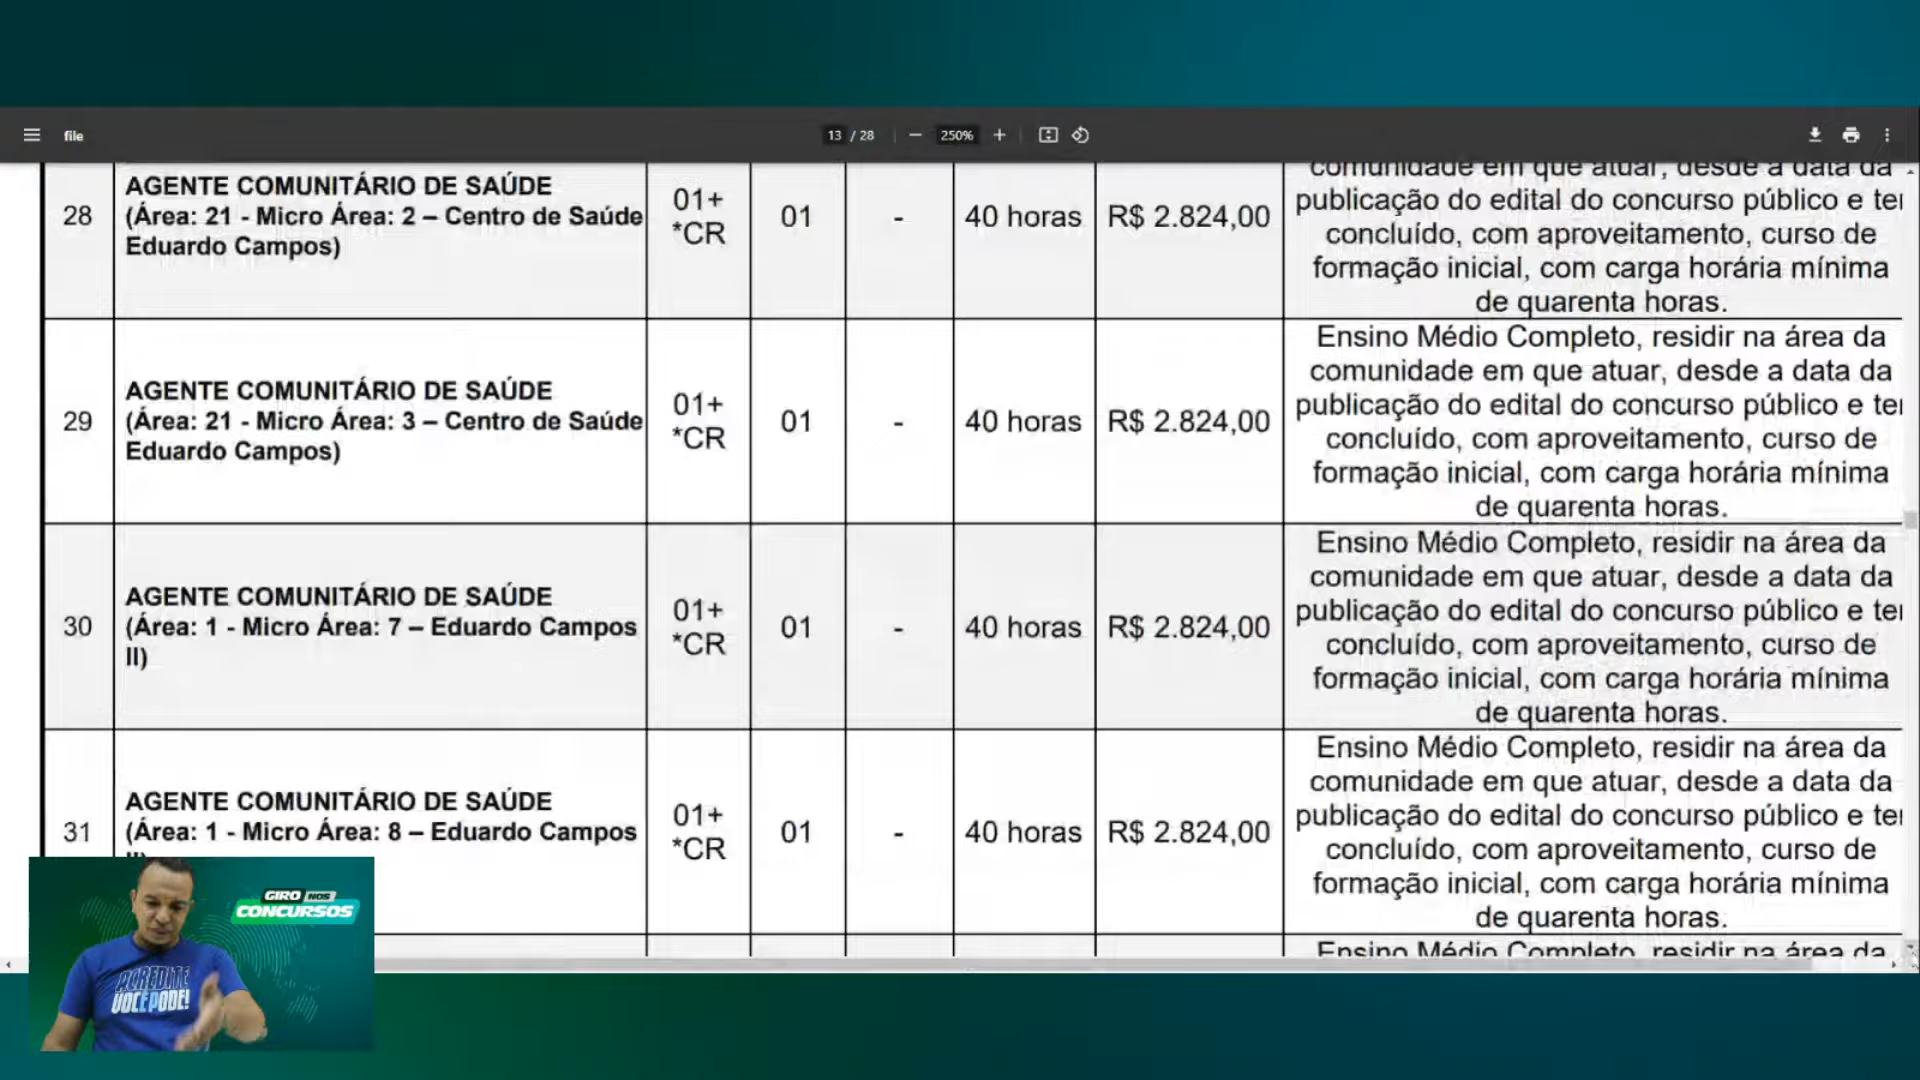 file
13 / 28
250%
28
AGENTE COMUNITÁRIO DE SAÚDE
(Área: 21 - Micro Área: 2 – Centro de Saúde
Eduardo Campos)
01+
*CR
01
-
40 horas
R$ 2.824,00
comunidade em que atuar, desde a data da
publicação do edital do concurso público e ter
concluído, com aproveitamento, curso de
formação inicial, com carga horária mínima
de quarenta horas.
29
AGENTE COMUNITÁRIO DE SAÚDE
(Área: 21 - Micro Área: 3 – Centro de Saúde
Eduardo Campos)
01+
*CR
01
-
40 horas
R$ 2.824,00
Ensino Médio Completo, residir na área da
comunidade em que atuar, desde a data da
publicação do edital do concurso público e ter
concluído, com aproveitamento, curso de
formação inicial, com carga horária mínima
de quarenta horas.
30
AGENTE COMUNITÁRIO DE SAÚDE
(Área: 1 - Micro Área: 7 – Eduardo Campos
II)
01+
*CR
01
-
40 horas
R$ 2.824,00
Ensino Médio Completo, residir na área da
comunidade em que atuar, desde a data da
publicação do edital do concurso público e ter
concluído, com aproveitamento, curso de
formação inicial, com carga horária mínima
de quarenta horas.
31
AGENTE COMUNITÁRIO DE SAÚDE
(Área: 1 - Micro Área: 8 – Eduardo Campos
01+
*CR
01
-
40 horas
R$ 2.824,00
Ensino Médio Completo, residir na área da
comunidade em que atuar, desde a data da
publicação do edital do concurso público e ter
concluído, com aproveitamento, curso de
formação inicial, com carga horária mínima
de quarenta horas.
Ensino Médio Completo, residir na área da
GIRO NOS
CONCURSOS
ACREDITE
VOCÊ PODE!